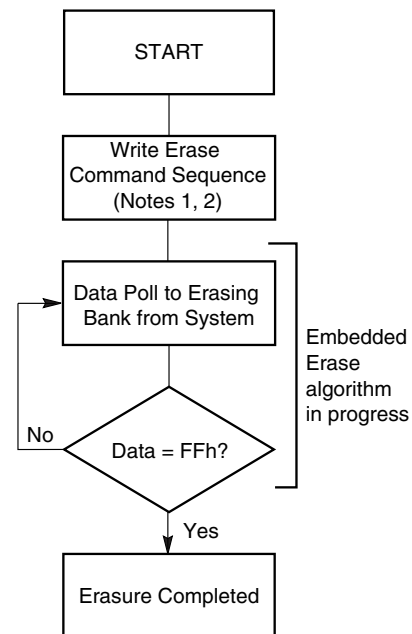 START
Write Erase
Command Sequence
(Notes 1, 2)
Data Poll to Erasing
Bank from System
Embedded
Erase
algorithm
in progress
No
Data = FFh?
Yes
Erasure Completed